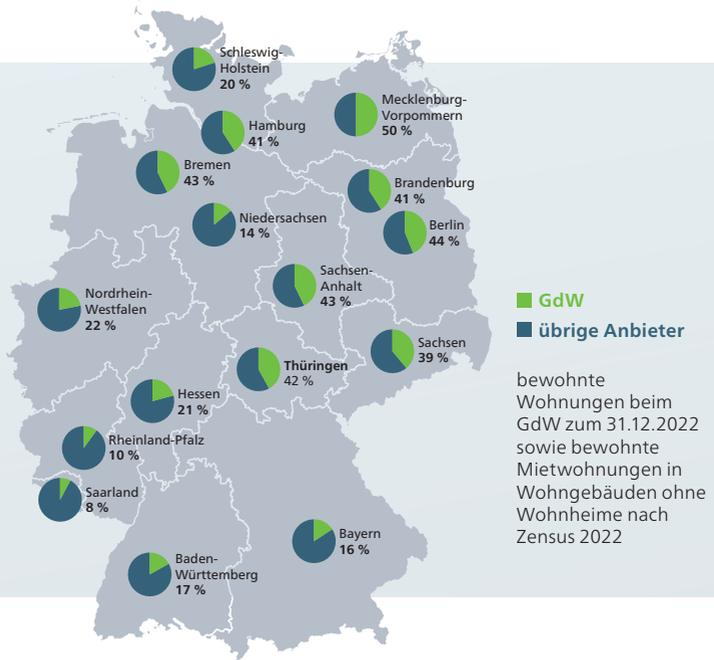 Schleswig-
Holstein
20 %
Mecklenburg-
Vorpommern
50 %
Hamburg
41 %
Bremen
43 %
Brandenburg
41 %
Niedersachsen
14 %
Berlin
44 %
Sachsen-
Anhalt
43 %
Nordrhein-
Westfalen
22 %
Sachsen
39 %
Thüringen
42 %
Hessen
21 %
Rheinland-Pfalz
10 %
Saarland
8 %
Bayern
16 %
Baden-
Württemberg
17 %
GdW
übrige Anbieter
bewohnte
Wohnungen beim
GdW zum 31.12.2022
sowie bewohnte
Mietwohnungen in
Wohngebäuden ohne
Wohnheime nach
Zensus 2022